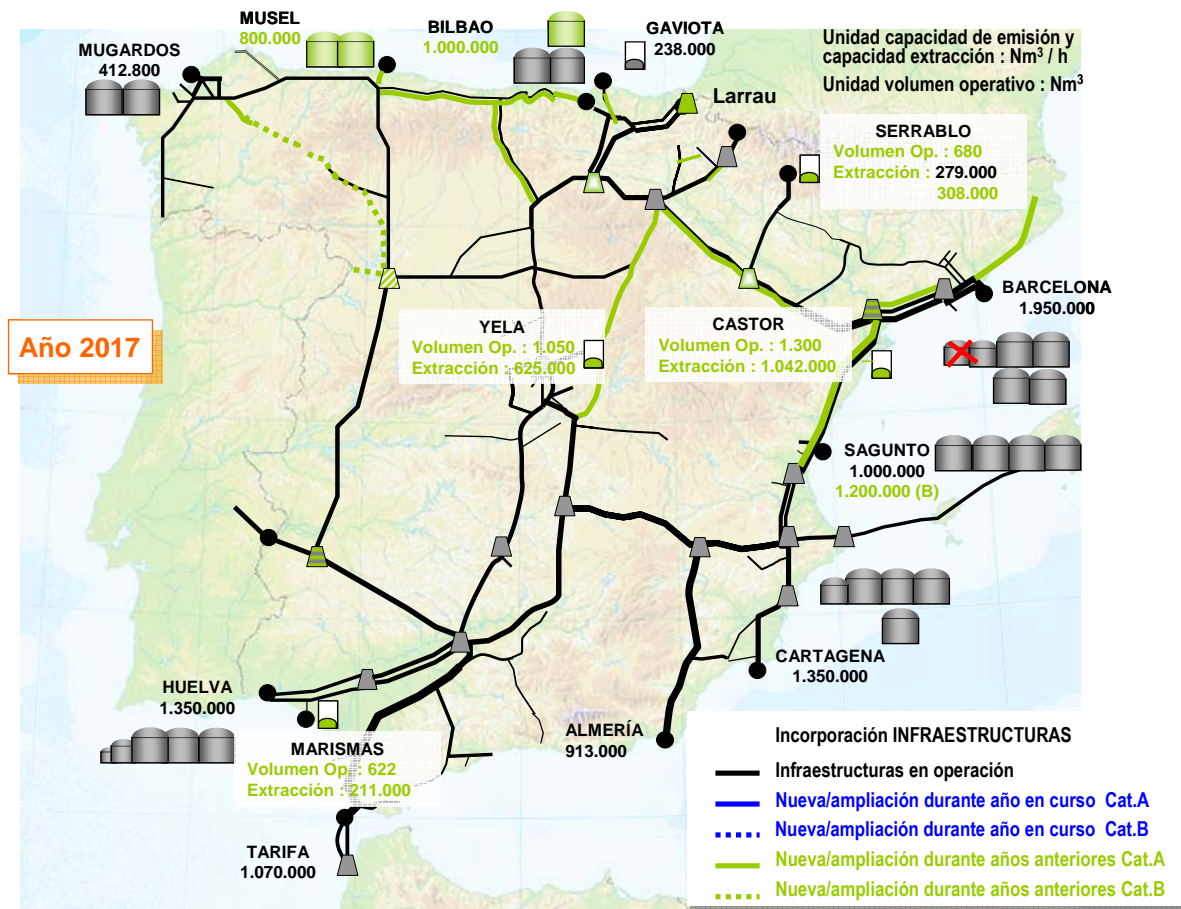 MUSEL
800.000
BILBAO
1.000.000
GAVIOTA
238.000
Unidad capacidad de emisión y
capacidad extracción : Nm³ / h
Unidad volumen operativo : Nm³
MUGARDOS
412.800
Larrau
SERRABLO
Volumen Op. : 680
Extracción : 279.000
308.000
BARCELONA
1.950.000
Año 2017
YELA
Volumen Op. : 1.050
Extracción : 625.000
CASTOR
Volumen Op. : 1.300
Extracción : 1.042.000
SAGUNTO
1.000.000
1.200.000 (B)
CARTAGENA
1.350.000
HUELVA
1.350.000
ALMERÍA
913.000
MARISMAS
Volumen Op. : 622
Extracción : 211.000
TARIFA
1.070.000
Incorporación INFRAESTRUCTURAS
Infraestructuras en operación
Nueva/ampliación durante año en curso Cat.A
Nueva/ampliación durante año en curso Cat.B
Nueva/ampliación durante años anteriores Cat.A
Nueva/ampliación durante años anteriores Cat.B